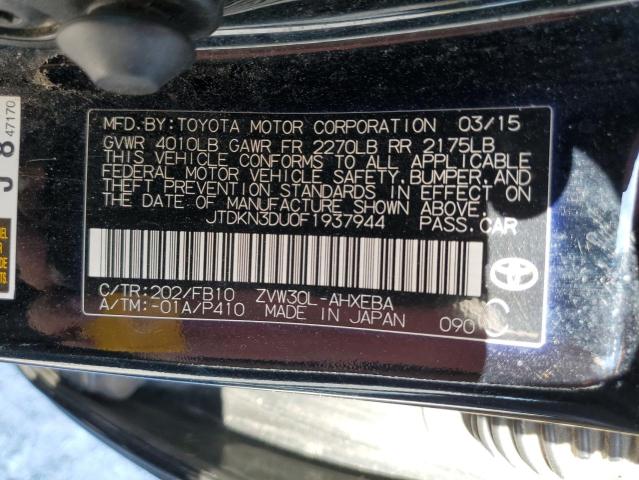 MFD.BY:TOYOTA MOTOR CORPORATION 03/15
GVWR 4010LB GAWR FR 2270LB RR 2175LB
THIS VEHICLE CONFORMS TO ALL APPLICABLE
FEDERAL MOTOR VEHICLE SAFETY,BUMPER,AND
THEFT PREVENTION STANDARDS IN EFFECT ON
THE DATE OF MANUFACTURE SHOWN ABOVE.
JTDKN3DU0F1937944 PASS.CAR
C/TR:202/FB10 ZVW30L-AHXEBA
A/TM:-01A/P410 MADE IN JAPAN 090
J 8
47170